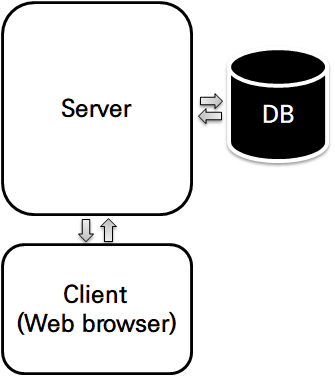 Server
DB
Client
(Web browser)